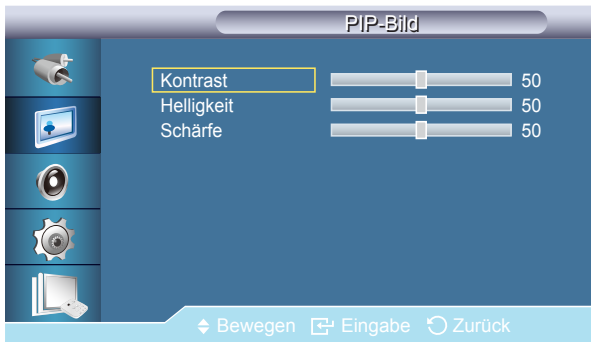 PIP-Bild
Kontrast 50
Helligkeit 50
Schärfe 50
Bewegen Eingabe Zurück